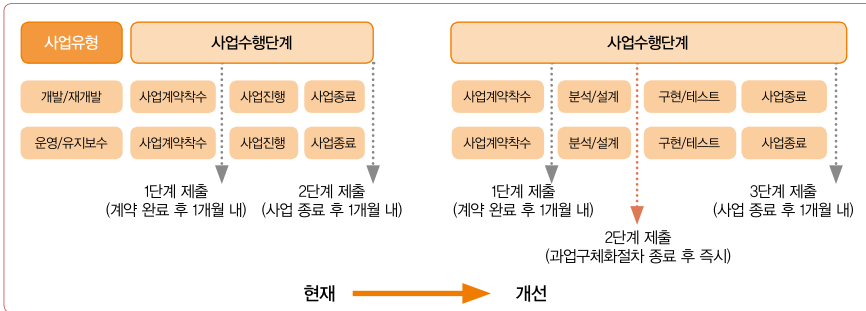 사업유형 사업수행단계 사업수행단계
개발/재개발 사업계약착수 사업진행 사업종료 사업계약착수 분석/설계 구현/테스트 사업종료
운영/유지보수 사업계약착수 사업진행 사업종료 사업계약착수 분석/설계 구현/테스트 사업종료
1단계 제출 2단계 제출 1단계 제출 3단계 제출
(계약 완료 후 1개월 내) (사업 종료 후 1개월 내) (계약 완료 후 1개월 내) (사업 종료 후 1개월 내)
2단계 제출
(과업구체화절차 종료 후 즉시)
현재 개선